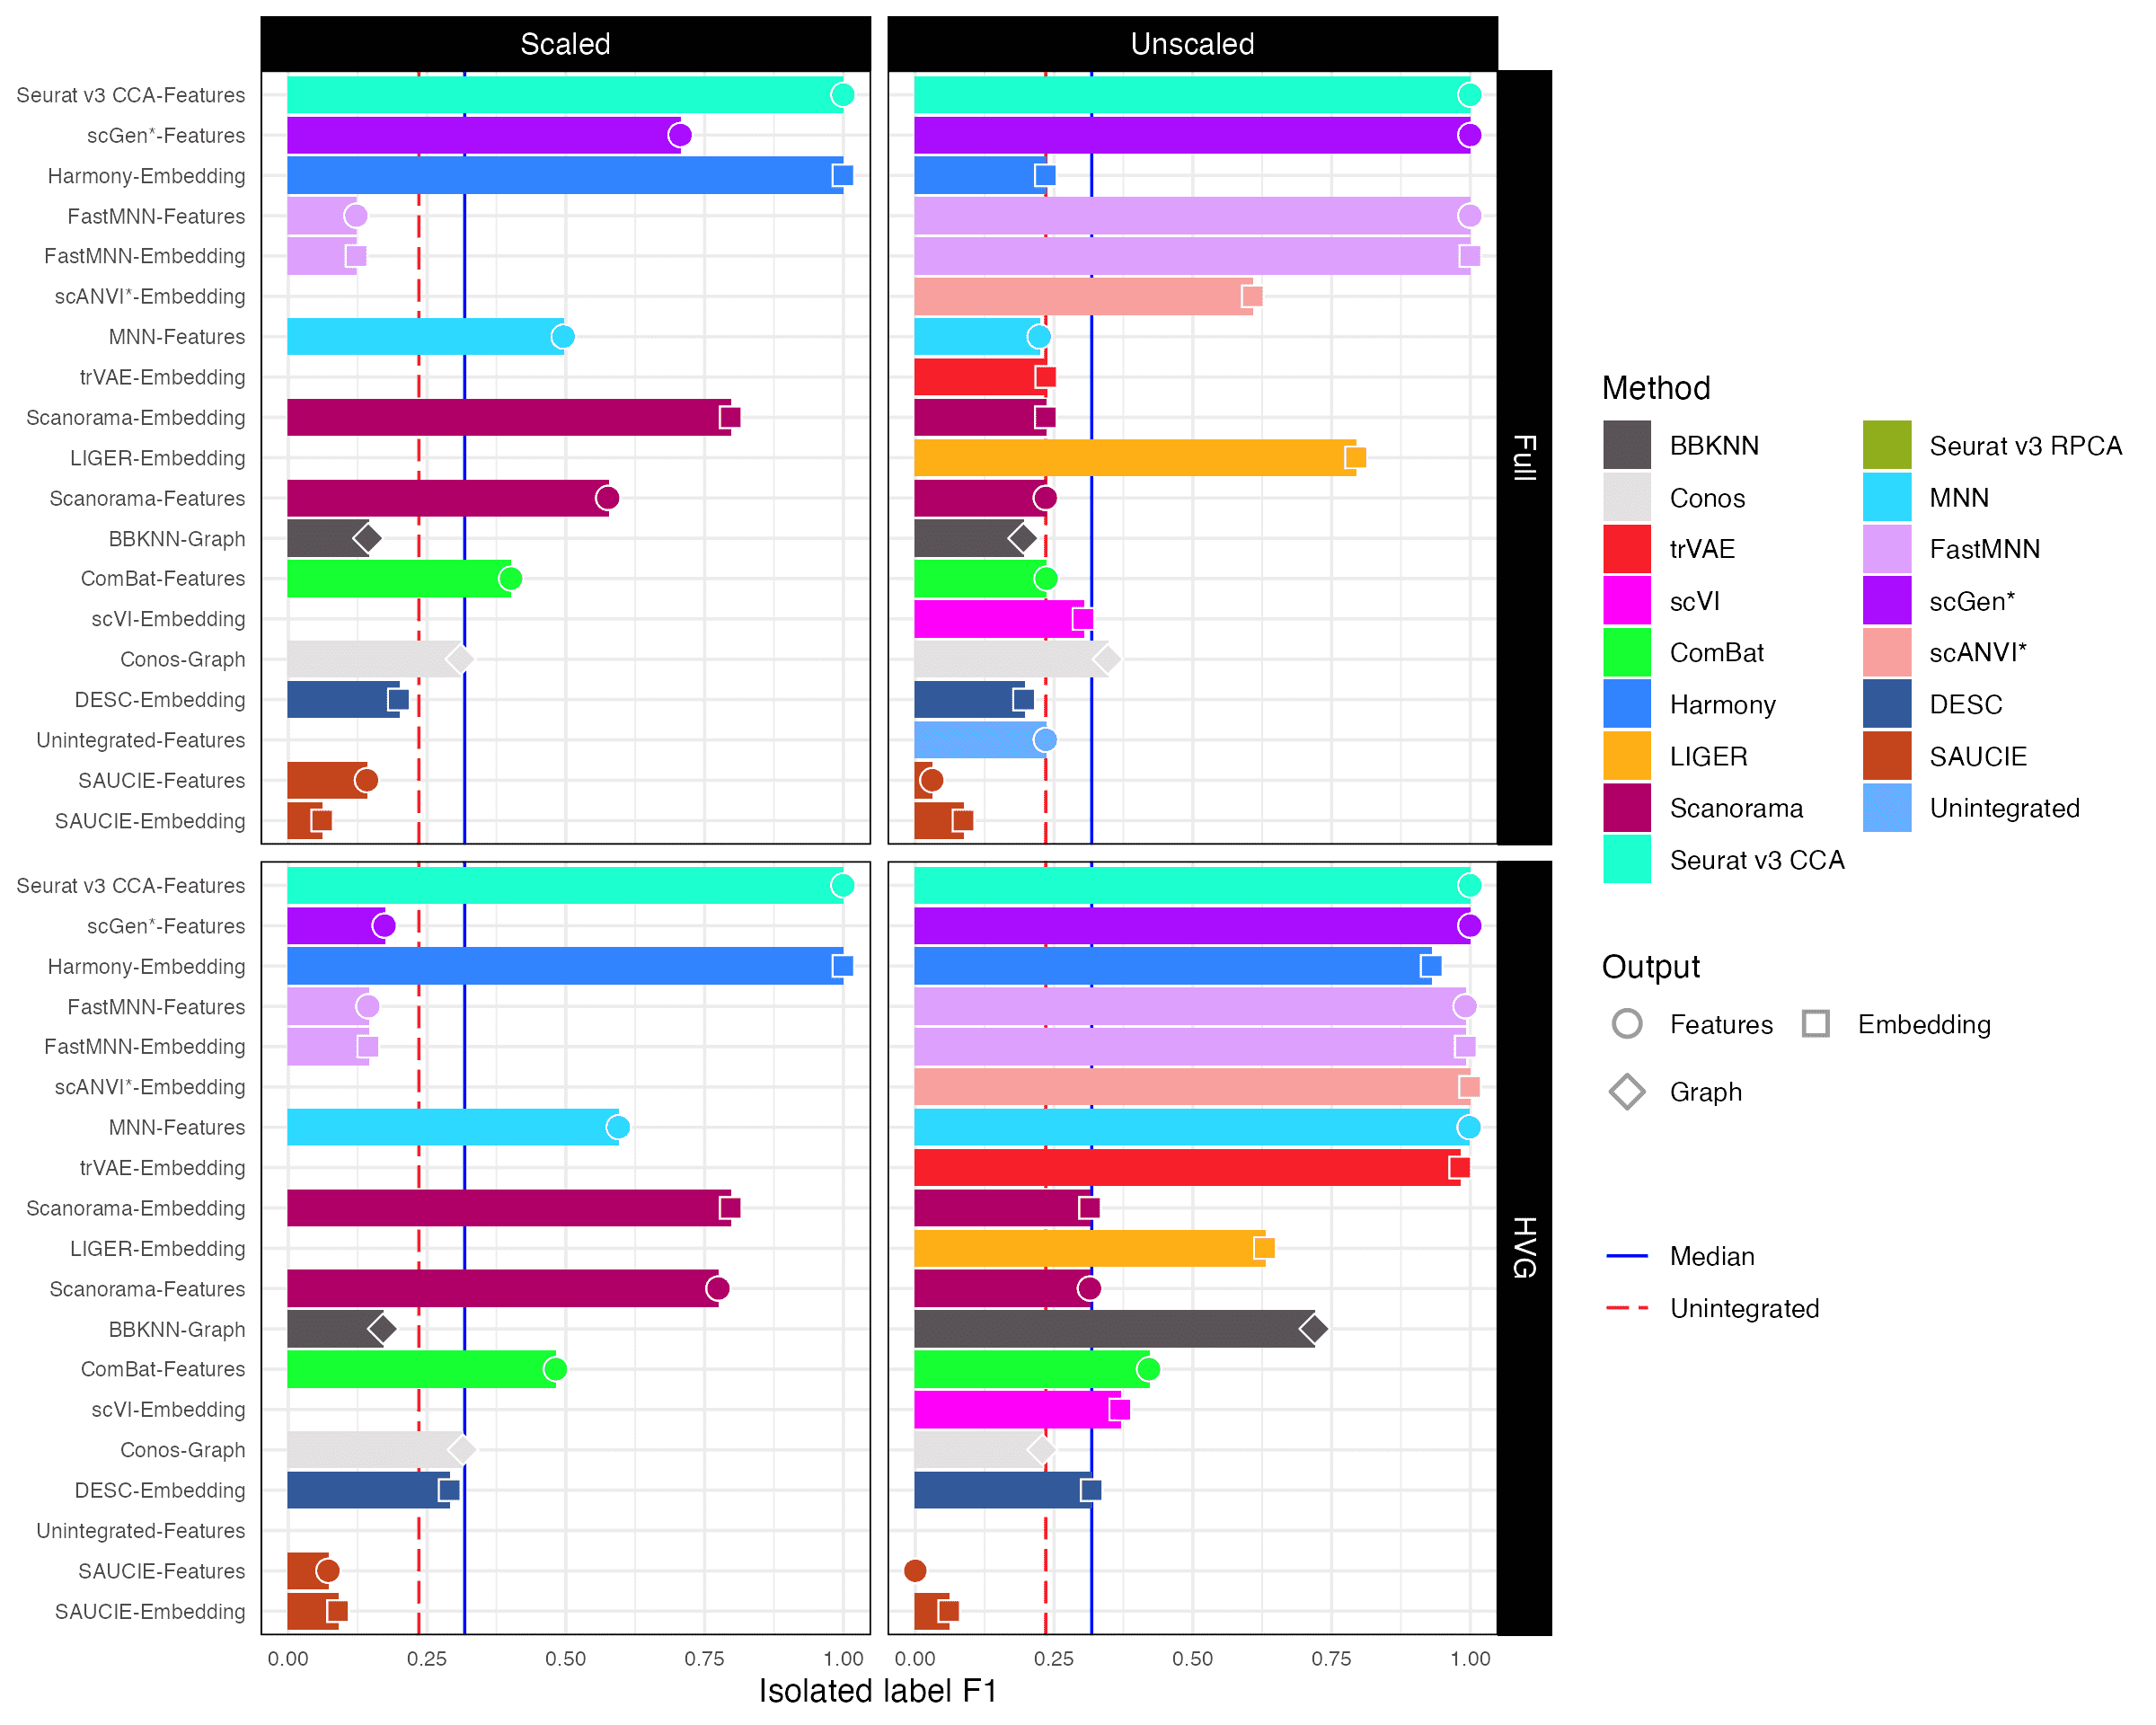 Scaled
Unscaled
Seurat v3 CCA-Features
scGen*-Features
Harmony-Embedding
FastMNN-Features
FastMNN-Embedding
scANVI*-Embedding
MNN-Features
trVAE-Embedding
Scanorama-Embedding
LIGER-Embedding
Scanorama-Features
BBKNN-Graph
ComBat-Features
scVI-Embedding
Conos-Graph
DESC-Embedding
Unintegrated-Features
SAUCIE-Features
SAUCIE-Embedding
Full
Seurat v3 CCA-Features
scGen*-Features
Harmony-Embedding
FastMNN-Features
FastMNN-Embedding
scANVI*-Embedding
MNN-Features
trVAE-Embedding
Scanorama-Embedding
LIGER-Embedding
Scanorama-Features
BBKNN-Graph
ComBat-Features
scVI-Embedding
Conos-Graph
DESC-Embedding
Unintegrated-Features
SAUCIE-Features
SAUCIE-Embedding
HVG
0.00 0.25 0.50 0.75 1.00
0.00 0.25 0.50 0.75 1.00
Isolated label F1
Method
BBKNN
Conos
trVAE
scVI
ComBat
Harmony
LIGER
Scanorama
Seurat v3 CCA
Seurat v3 RPCA
MNN
FastMNN
scGen*
scANVI*
DESC
SAUCIE
Unintegrated
Output
Features
Embedding
Graph
Median
Unintegrated